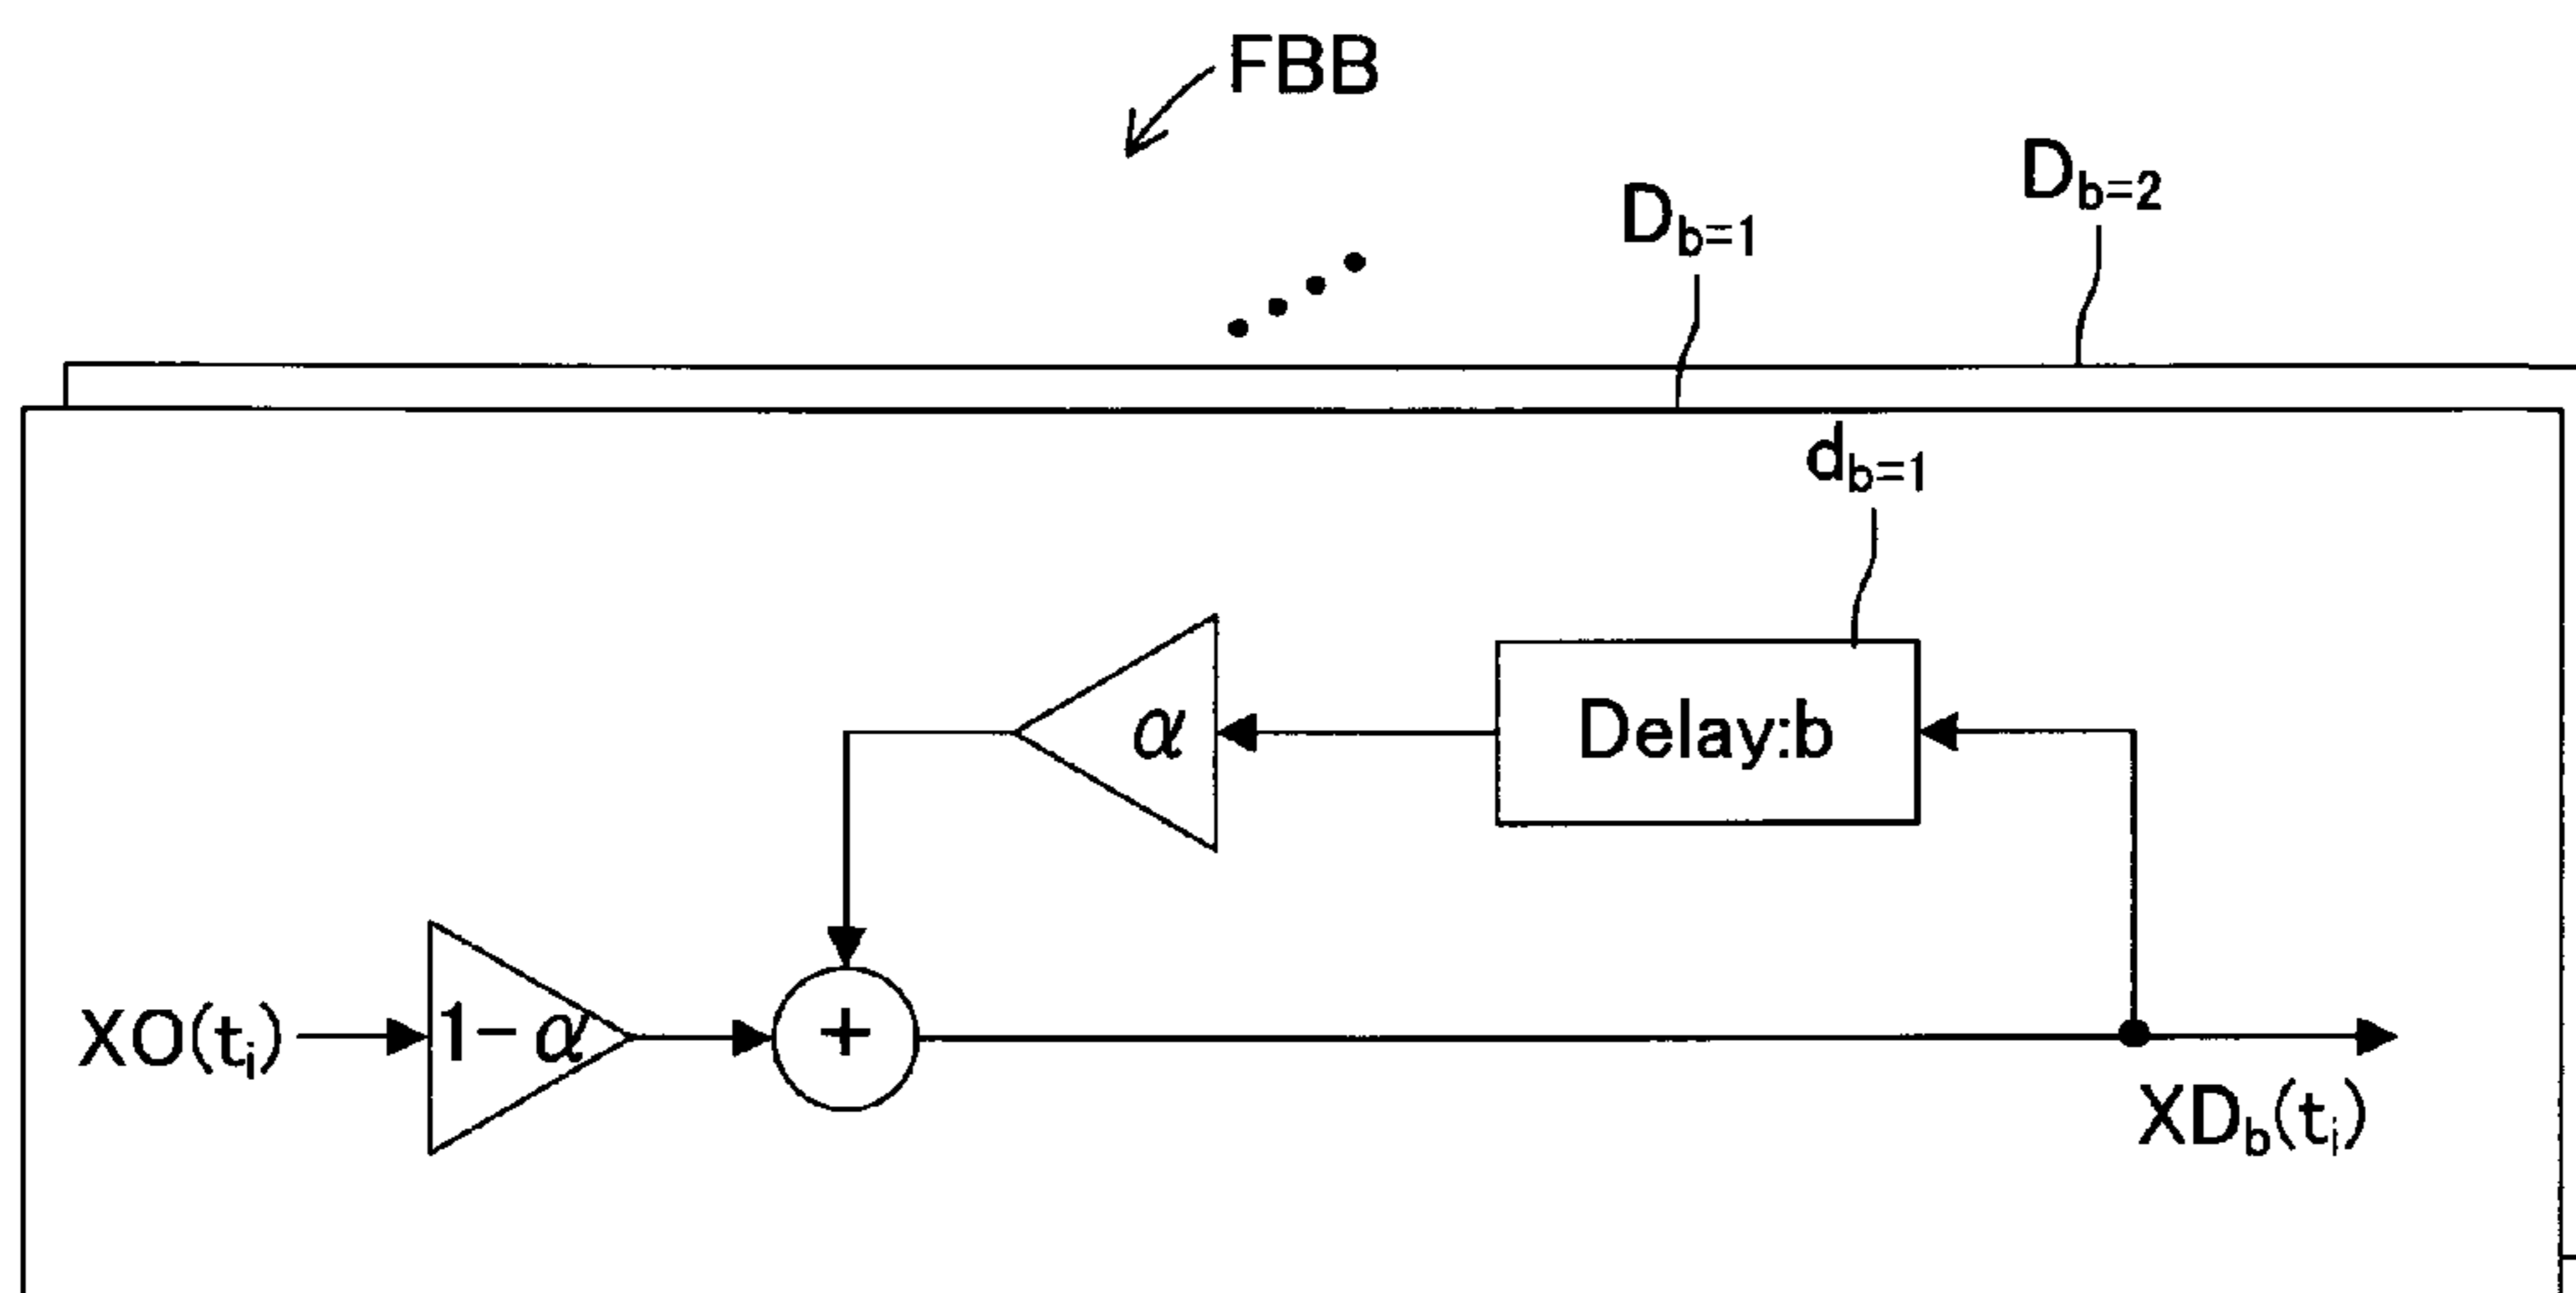 FBB
D_{b=2}
D_{b=1}
d_{b=1}
α
Delay:b
XO(t_i)
1-α
+
XD_b(t_i)